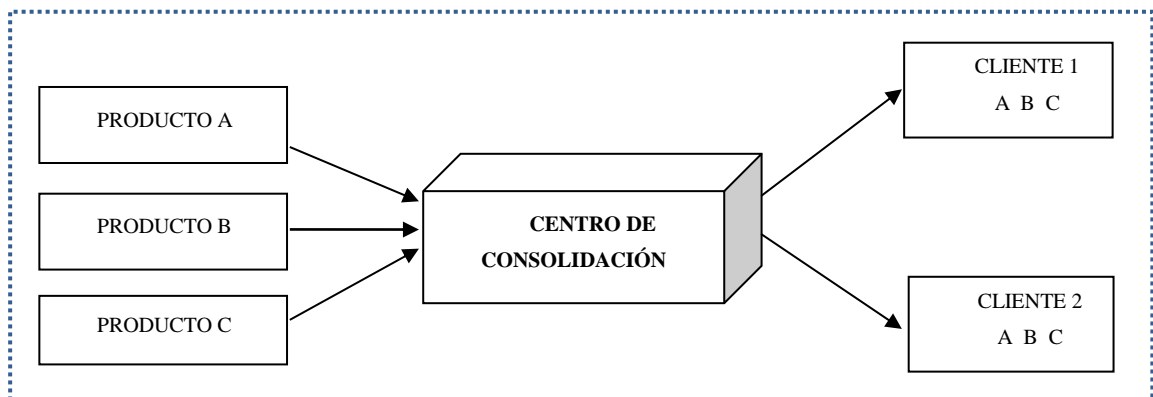 PRODUCTO A
PRODUCTO B
PRODUCTO C
CENTRO DE
CONSOLIDACIÓN
CLIENTE 1
A B C
CLIENTE 2
A B C